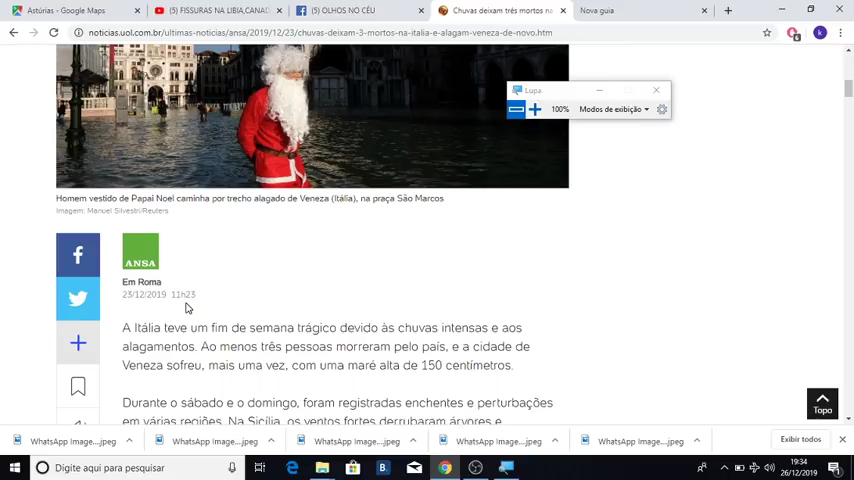 Astúrias - Google Maps
(5) FISSURAS NA LIBIA,CANAD
(5) OLHOS NO CÉU
Chuvas deixam três mortos na
Nova guia
noticias.uol.com.br/ultimas-noticias/ansa/2019/12/23/chuvas-deixam-3-mortos-na-italia-e-alagam-veneza-de-novo.htm
k
Lupa
100%
Modos de exibição
Homem vestido de Papai Noel caminha por trecho alagado de Veneza (Itália), na praça São Marcos
Imagem: Manuel Silvestri/Reuters
ANSA
Em Roma
23/12/2019 11h23
A Itália teve um fim de semana trágico devido às chuvas intensas e aos
alagamentos. Ao menos três pessoas morreram pelo país, e a cidade de
Veneza sofreu, mais uma vez, com uma maré alta de 150 centímetros.
Durante o sábado e o domingo, foram registradas enchentes e perturbações
em várias regiões. Na Sicília, os ventos fortes derrubaram árvores e
Topo
WhatsApp Image....jpeg
WhatsApp Image....jpeg
WhatsApp Image....jpeg
WhatsApp Image....jpeg
WhatsApp Image....jpeg
Exibir todos
Digite aqui para pesquisar
B
19:34
26/12/2019